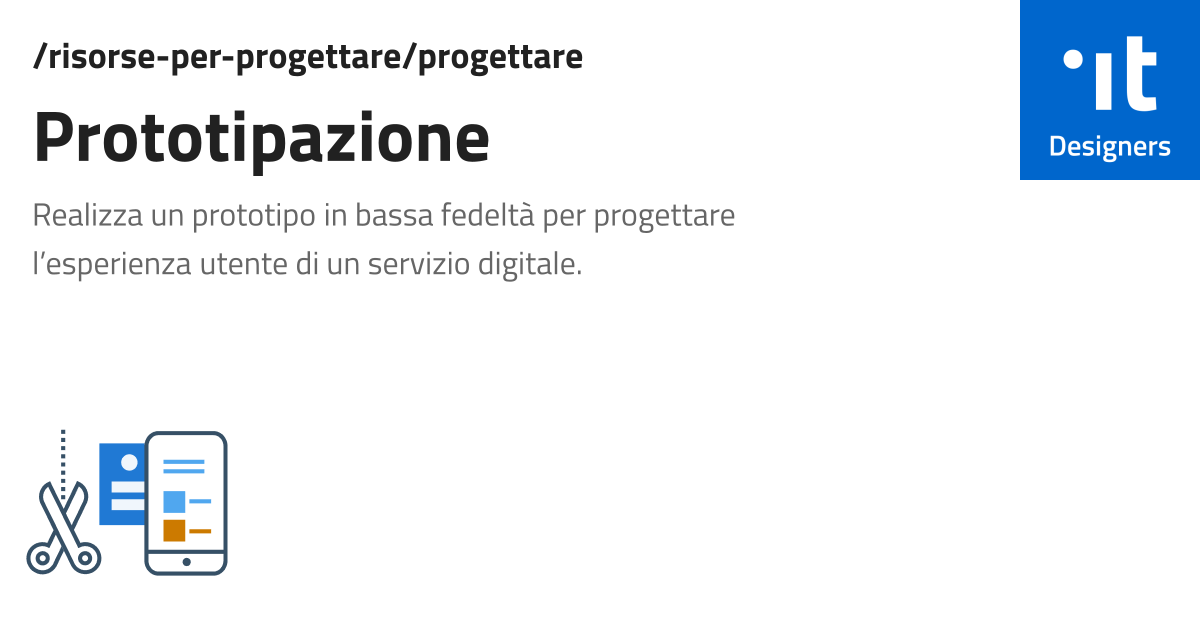 /risorse-per-progettare/progettare
Prototipazione
Realizza un prototipo in bassa fedeltà per progettare
l’esperienza utente di un servizio digitale.
it
Designers